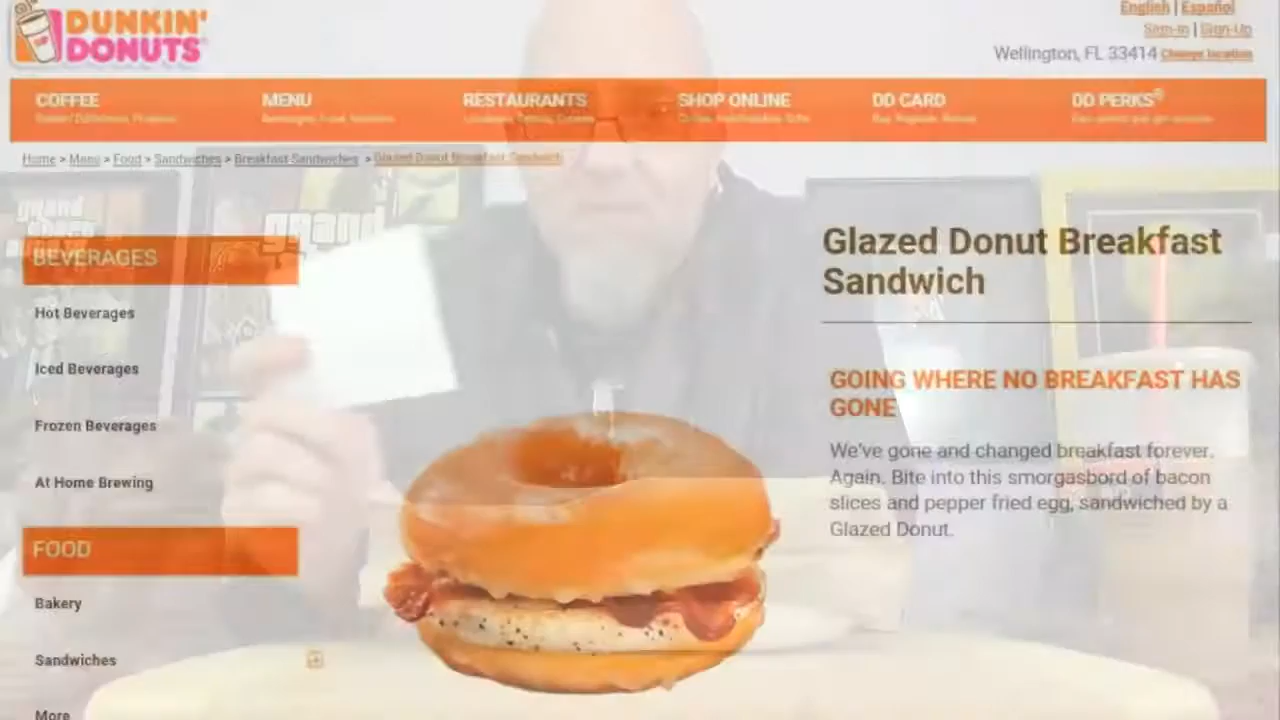 DUNKIN'
DONUTS
English | Español
Sign-In | Sign-Up
Wellington, FL 33414 Change location
COFFEE
MENU
RESTAURANTS
SHOP ONLINE
DD CARD
DD PERKS®
Home > Menu > Food > Sandwiches > Breakfast Sandwiches > Glazed Donut Breakfast Sandwich
grand
grand
BEVERAGES
Hot Beverages
Iced Beverages
Frozen Beverages
At Home Brewing
FOOD
Bakery
Sandwiches
More
Glazed Donut Breakfast
Sandwich
GOING WHERE NO BREAKFAST HAS
GONE
We've gone and changed breakfast forever.
Again. Bite into this smorgasbord of bacon
slices and pepper fried egg, sandwiched by a
Glazed Donut.